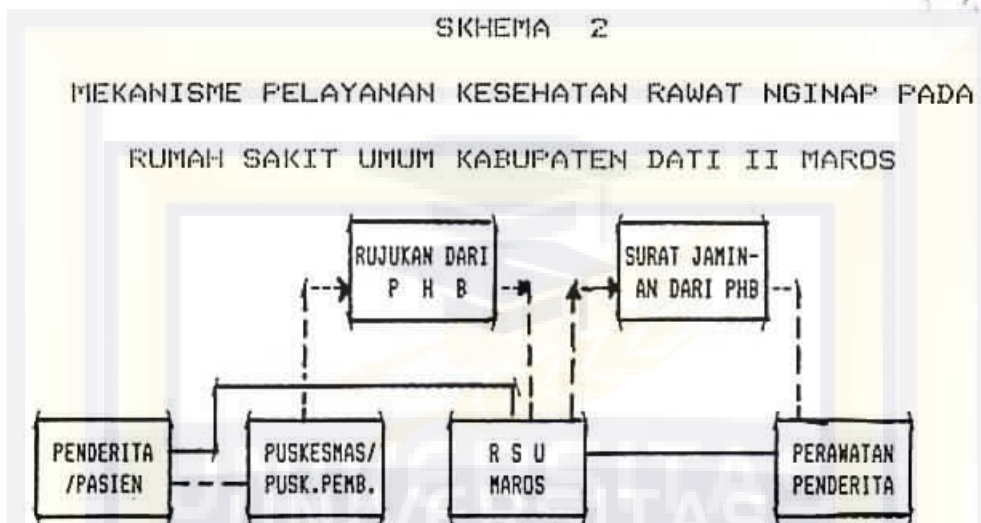 SKHEMA 2
MEKANISME PELAYANAN KESEHATAN RAWAT NGINAP PADA
RUMAH SAKIT UMUM KABUPATEN DATI II MAROS
RUJUKAN DARI
P H B
SURAT JAMIN-
AN DARI PHB
PENDERITA
/PASIEN
PUSKESMAS/
PUSK.PEMB.
R S U
MAROS
PERAWATAN
PENDERITA
UNIVERSITAS